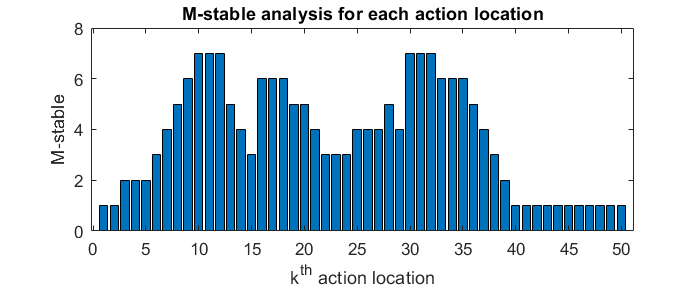 M-stable analysis for each action location
8
6
4
2
0
M-stable
0 5 10 15 20 25 30 35 40 45 50
k^th action location